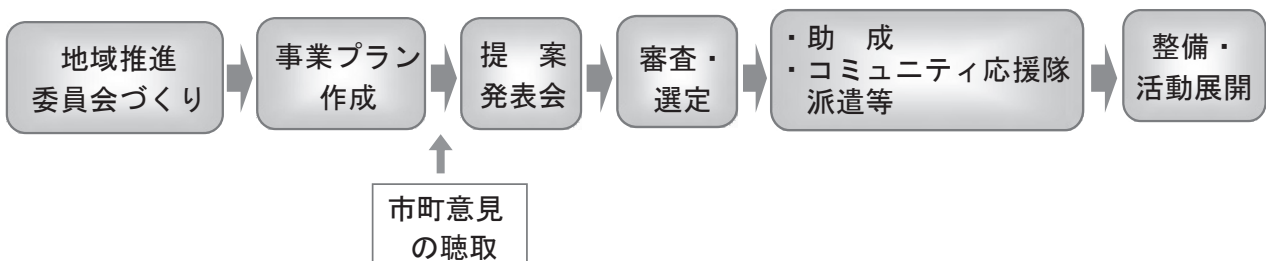 地域推進
委員会づくり
事業プラン
作成
提　案
発表会
審査・
選定
・助　成
・コミュニティ応援隊
派遣等
整備・
活動展開
市町意見
の聴取